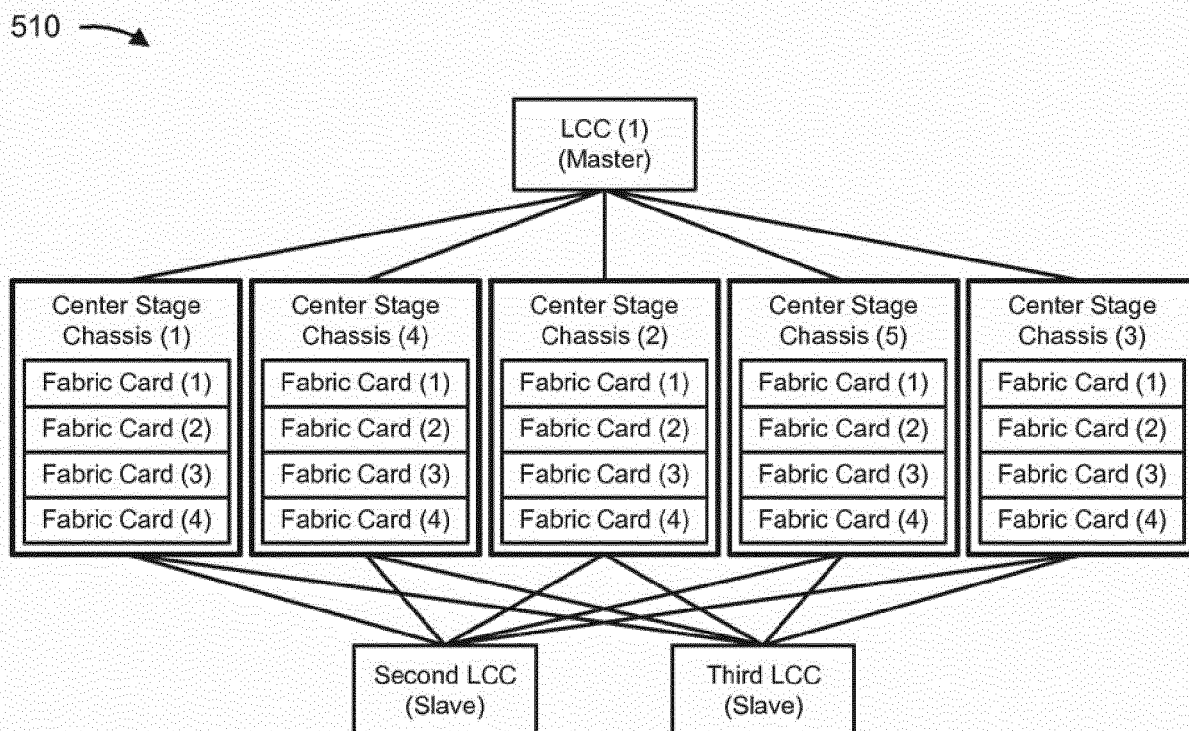 510
LCC (1)
(Master)
Center Stage
Chassis (1)
Fabric Card (1)
Fabric Card (2)
Fabric Card (3)
Fabric Card (4)
Center Stage
Chassis (4)
Fabric Card (1)
Fabric Card (2)
Fabric Card (3)
Fabric Card (4)
Center Stage
Chassis (2)
Fabric Card (1)
Fabric Card (2)
Fabric Card (3)
Fabric Card (4)
Center Stage
Chassis (5)
Fabric Card (1)
Fabric Card (2)
Fabric Card (3)
Fabric Card (4)
Center Stage
Chassis (3)
Fabric Card (1)
Fabric Card (2)
Fabric Card (3)
Fabric Card (4)
Second LCC
(Slave)
Third LCC
(Slave)